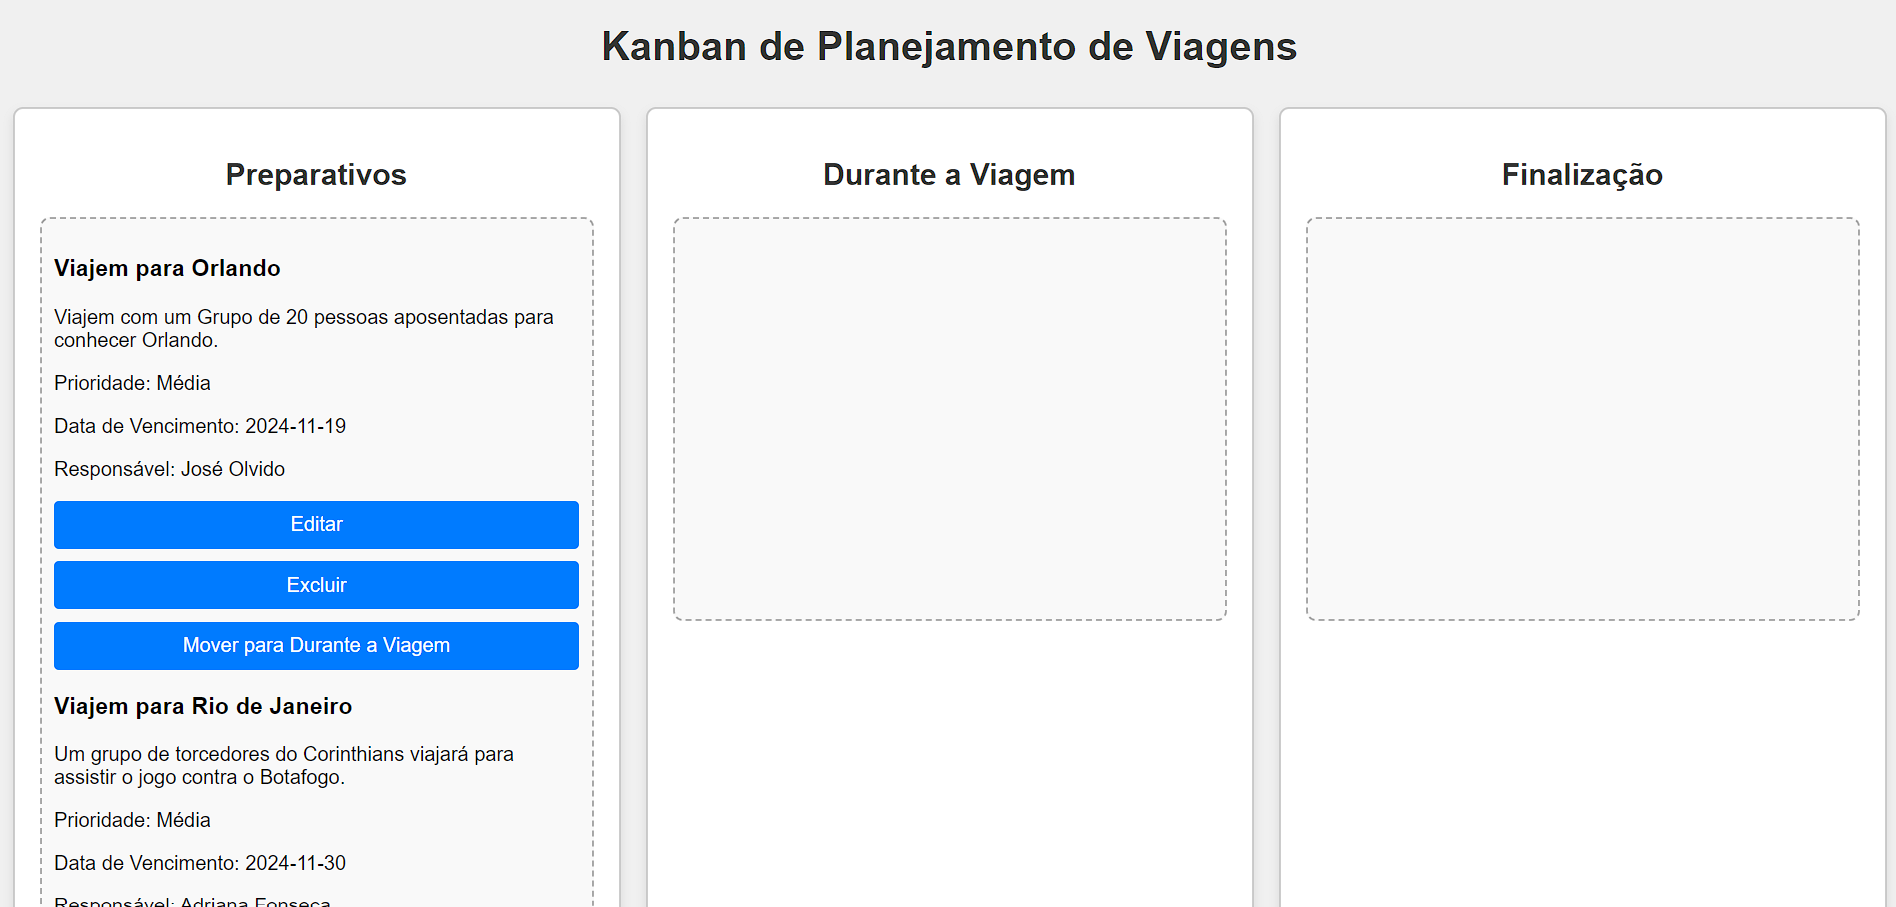 Kanban de Planejamento de Viagens
Preparativos
Viajem para Orlando
Viajem com um Grupo de 20 pessoas aposentadas para
conhecer Orlando.
Prioridade: Média
Data de Vencimento: 2024-11-19
Responsável: José Olvido
Editar
Excluir
Mover para Durante a Viagem
Viajem para Rio de Janeiro
Um grupo de torcedores do Corinthians viajará para
assistir o jogo contra o Botafogo.
Prioridade: Média
Data de Vencimento: 2024-11-30
Responsável: Adriana Fonseca
Durante a Viagem
Finalização